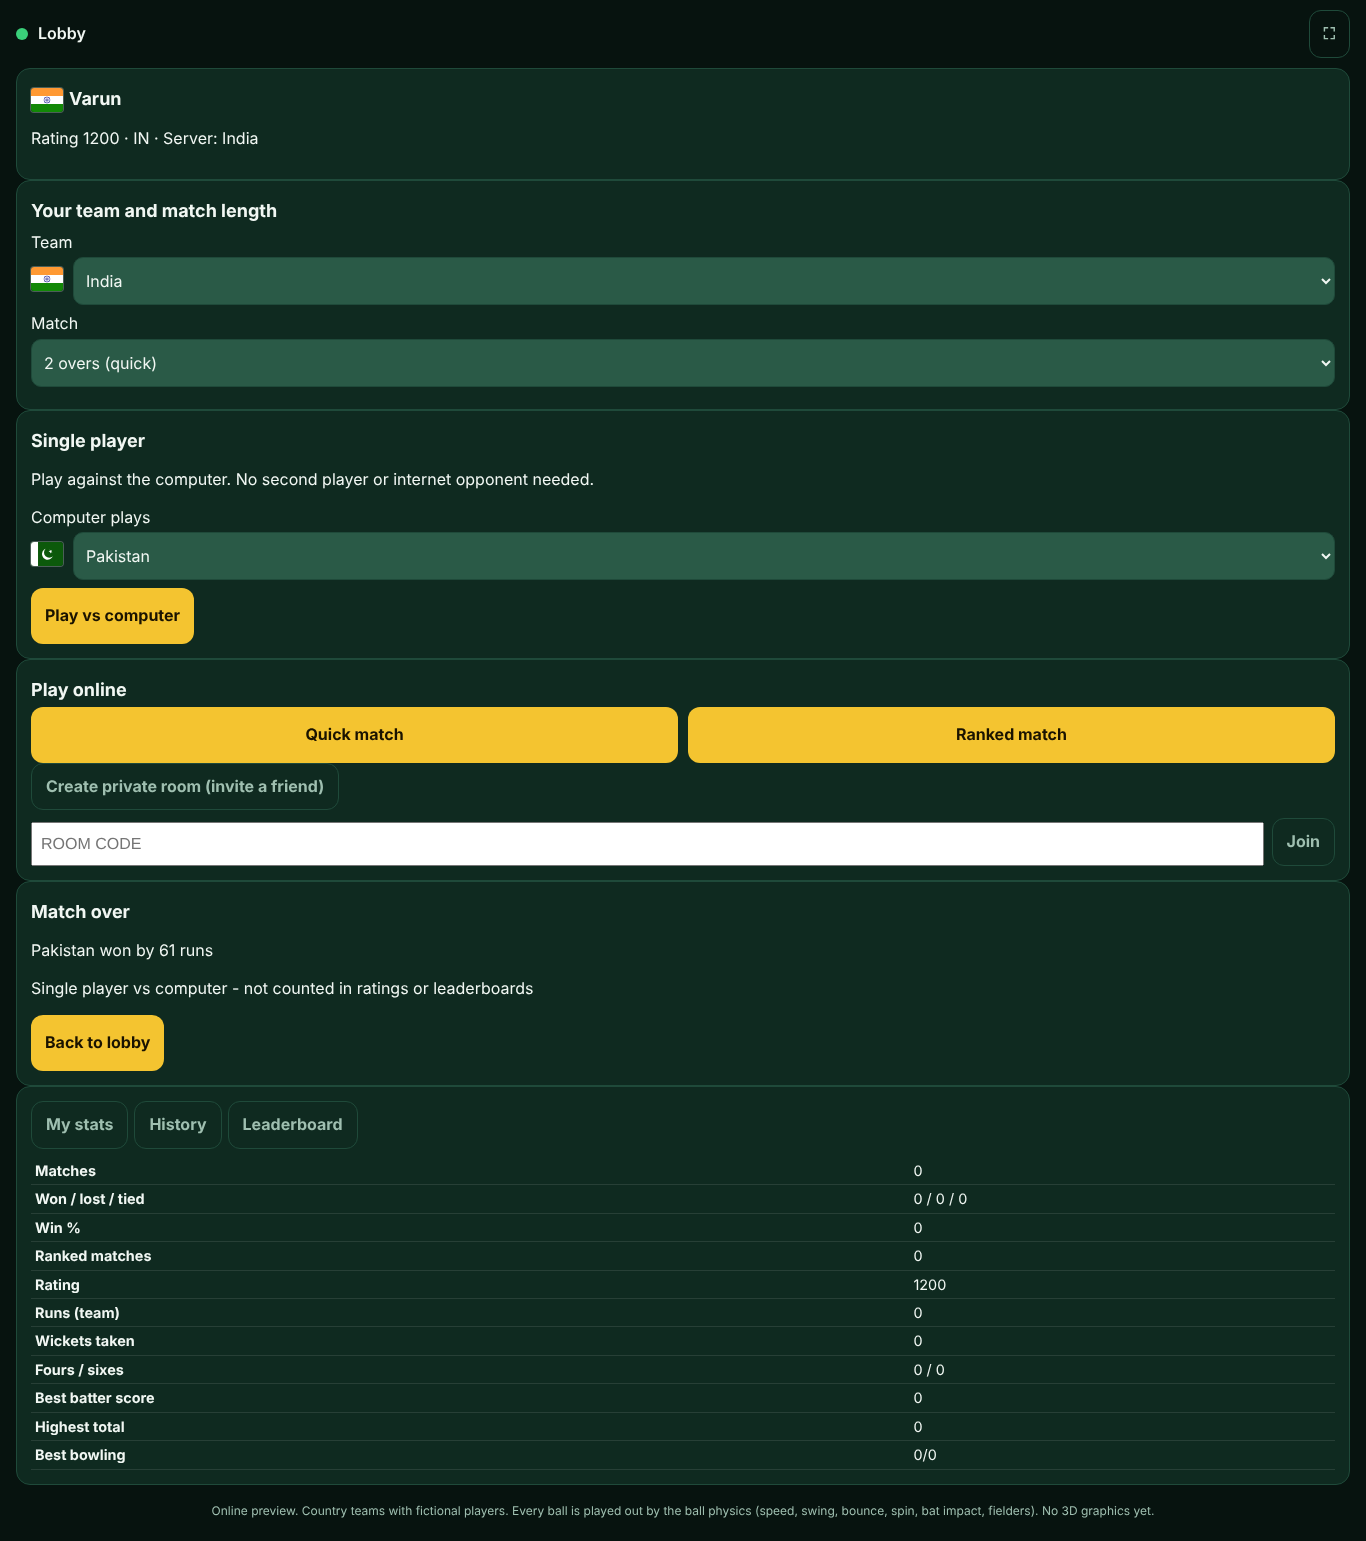 Lobby
Varun
Rating 1200 · IN · Server: India
Your team and match length
Team
India
Match
2 overs (quick)
Single player
Play against the computer. No second player or internet opponent needed.
Computer plays
Pakistan
Play vs computer
Play online
Quick match Ranked match
Create private room (invite a friend)
ROOM CODE Join
Match over
Pakistan won by 61 runs
Single player vs computer - not counted in ratings or leaderboards
Back to lobby
My stats History Leaderboard
Matches 0
Won / lost / tied 0 / 0 / 0
Win % 0
Ranked matches 0
Rating 1200
Runs (team) 0
Wickets taken 0
Fours / sixes 0 / 0
Best batter score 0
Highest total 0
Best bowling 0/0
Online preview. Country teams with fictional players. Every ball is played out by the ball physics (speed, swing, bounce, spin, bat impact, fielders). No 3D graphics yet.